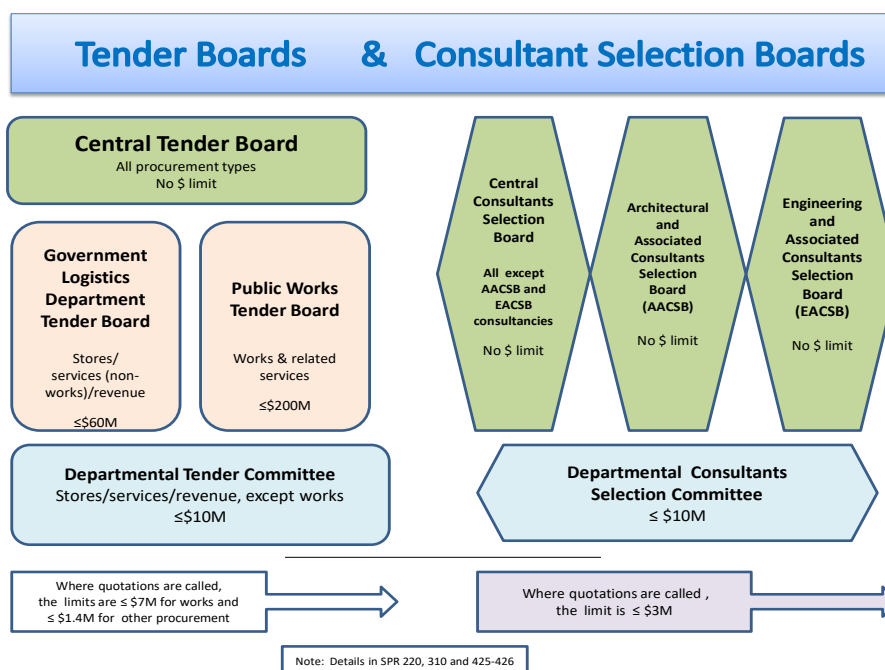 Tender Boards & Consultant Selection Boards
Central Tender Board
All procurement types
No $ limit
Government
Logistics
Department
Tender Board
Stores/
services (non-
works)/revenue
≤$60M
Public Works
Tender Board
Works & related
services
≤$200M
Central
Consultants
Selection
Board
All except
AACSB and
EACSB
consultancies
No $ limit
Architectural
and
Associated
Consultants
Selection
Board
(AACSB)
No $ limit
Engineering
and
Associated
Consultants
Selection
Board
(EACSB)
No $ limit
Departmental Tender Committee
Stores/services/revenue, except works
≤$10M
Departmental Consultants
Selection Committee
≤ $10M
Where quotations are called,
the limits are ≤ $7M for works and
≤ $1.4M for other procurement
Where quotations are called ,
the limit is ≤ $3M
Note: Details in SPR 220, 310 and 425-426